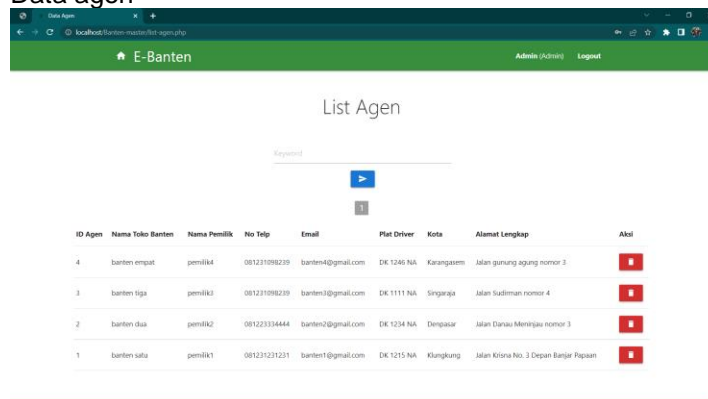 Data agen
Data Agen
localhost/Banten-master/list-agen.php
E-Banten Admin (Admin) Logout
List Agen
Keyword
1
ID Agen Nama Toko Banten Nama Pemilik No Telp Email Plat Driver Kota Alamat Lengkap Aksi
4 banten empat pemilik4 081231098239 banten4@gmail.com DK 1246 NA Karangasem Jalan gunung agung nomor 3
3 banten tiga pemilik3 081231098239 banten3@gmail.com DK 1111 NA Singaraja Jalan Sudirman nomor 4
2 banten dua pemilik2 081223334444 banten2@gmail.com DK 1234 NA Denpasar Jalan Danau Meninjau nomor 3
1 banten satu pemilik1 081231231231 banten1@gmail.com DK 1215 NA Klungkung Jalan Krisna No. 3 Depan Banjar Papaan